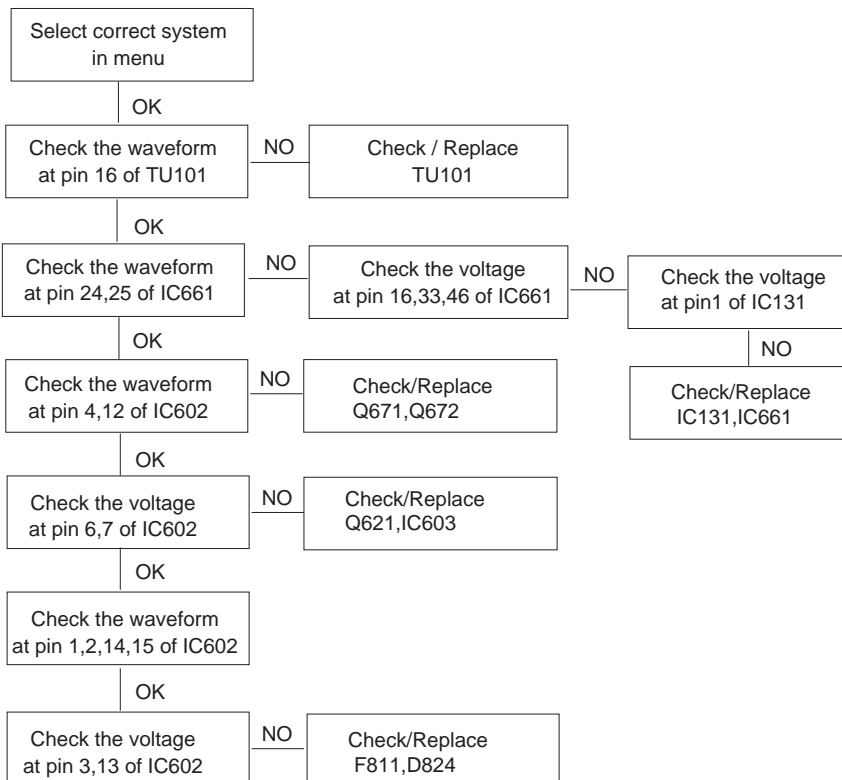 Select correct system
in menu
OK
Check the waveform
at pin 16 of TU101
NO
Check / Replace
TU101
OK
Check the waveform
at pin 24,25 of IC661
NO
Check the voltage
at pin 16,33,46 of IC661
NO
Check the voltage
at pin1 of IC131
NO
Check/Replace
IC131,IC661
OK
Check the waveform
at pin 4,12 of IC602
NO
Check/Replace
Q671,Q672
OK
Check the voltage
at pin 6,7 of IC602
NO
Check/Replace
Q621,IC603
OK
Check the waveform
at pin 1,2,14,15 of IC602
OK
Check the voltage
at pin 3,13 of IC602
NO
Check/Replace
F811,D824